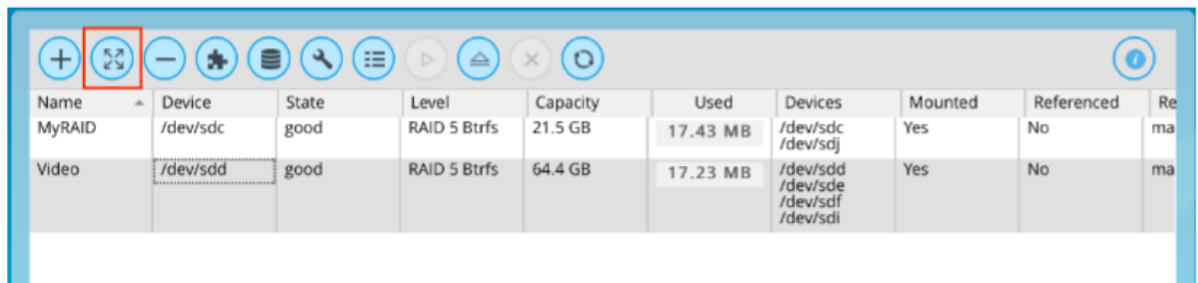 Name Device State Level Capacity Used Devices Mounted Referenced Re
MyRAID /dev/sdc good RAID 5 Btrfs 21.5 GB 17.43 MB /dev/sdc Yes No ma
/dev/sdj
Video /dev/sdd good RAID 5 Btrfs 64.4 GB 17.23 MB /dev/sdd Yes No ma
/dev/sde
/dev/sdf
/dev/sdi